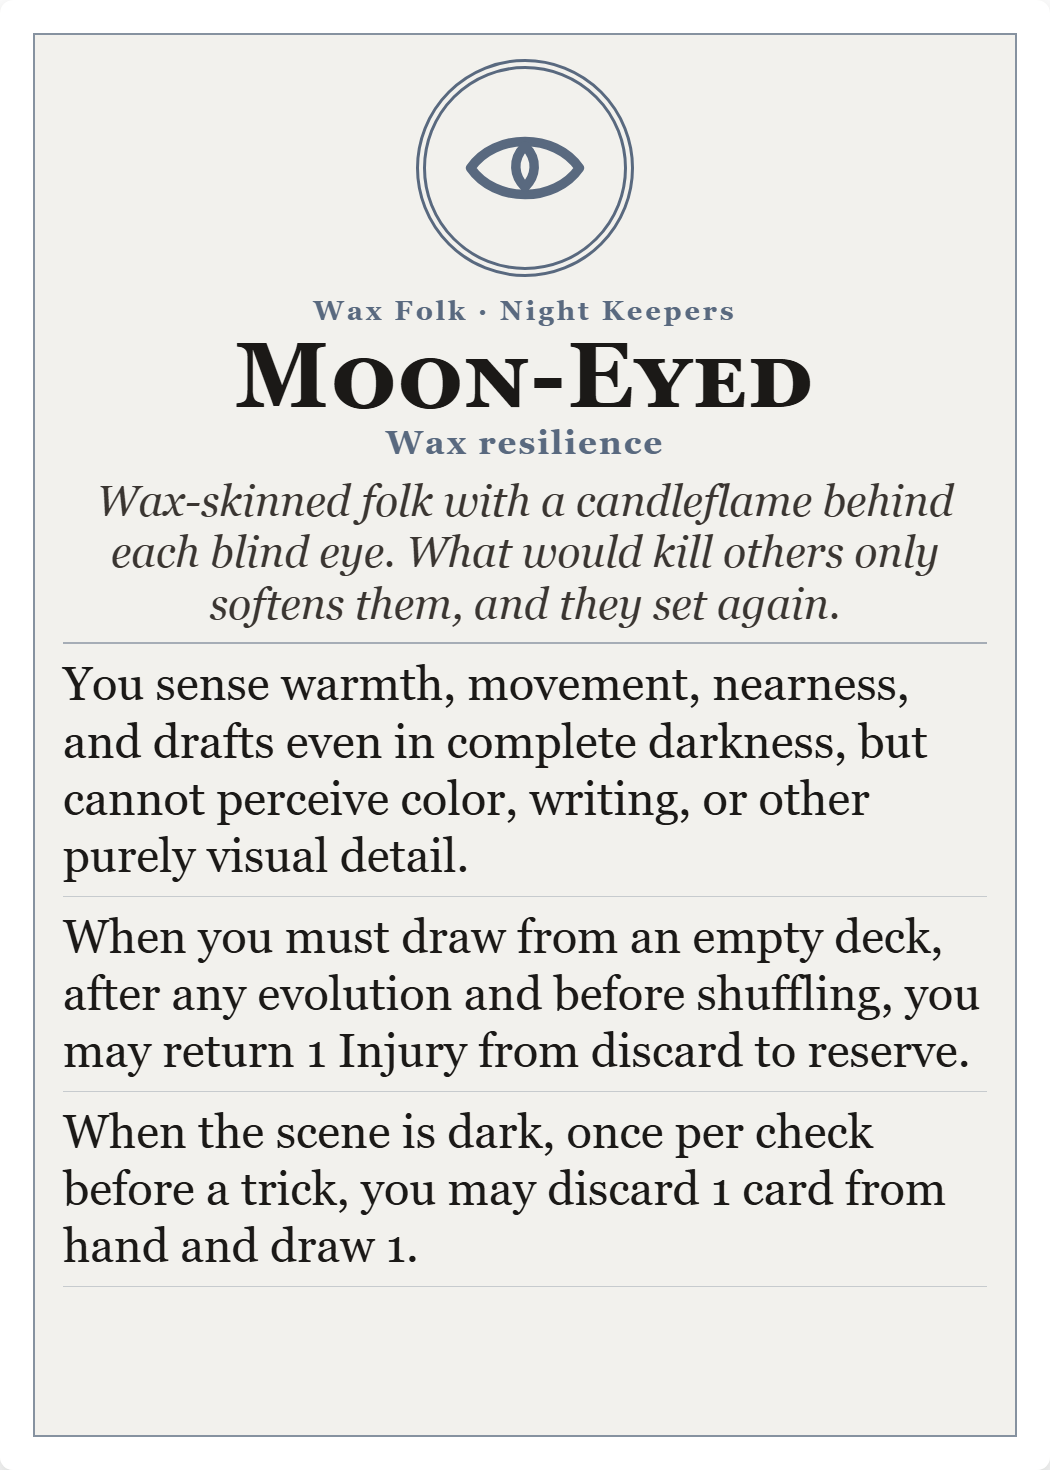 Wax Folk · Night Keepers
Moon-Eyed
Wax resilience
Wax-skinned folk with a candleflame behind
each blind eye. What would kill others only
softens them, and they set again.
You sense warmth, movement, nearness,
and drafts even in complete darkness, but
cannot perceive color, writing, or other
purely visual detail.
When you must draw from an empty deck,
after any evolution and before shuffling, you
may return 1 Injury from discard to reserve.
When the scene is dark, once per check
before a trick, you may discard 1 card from
hand and draw 1.